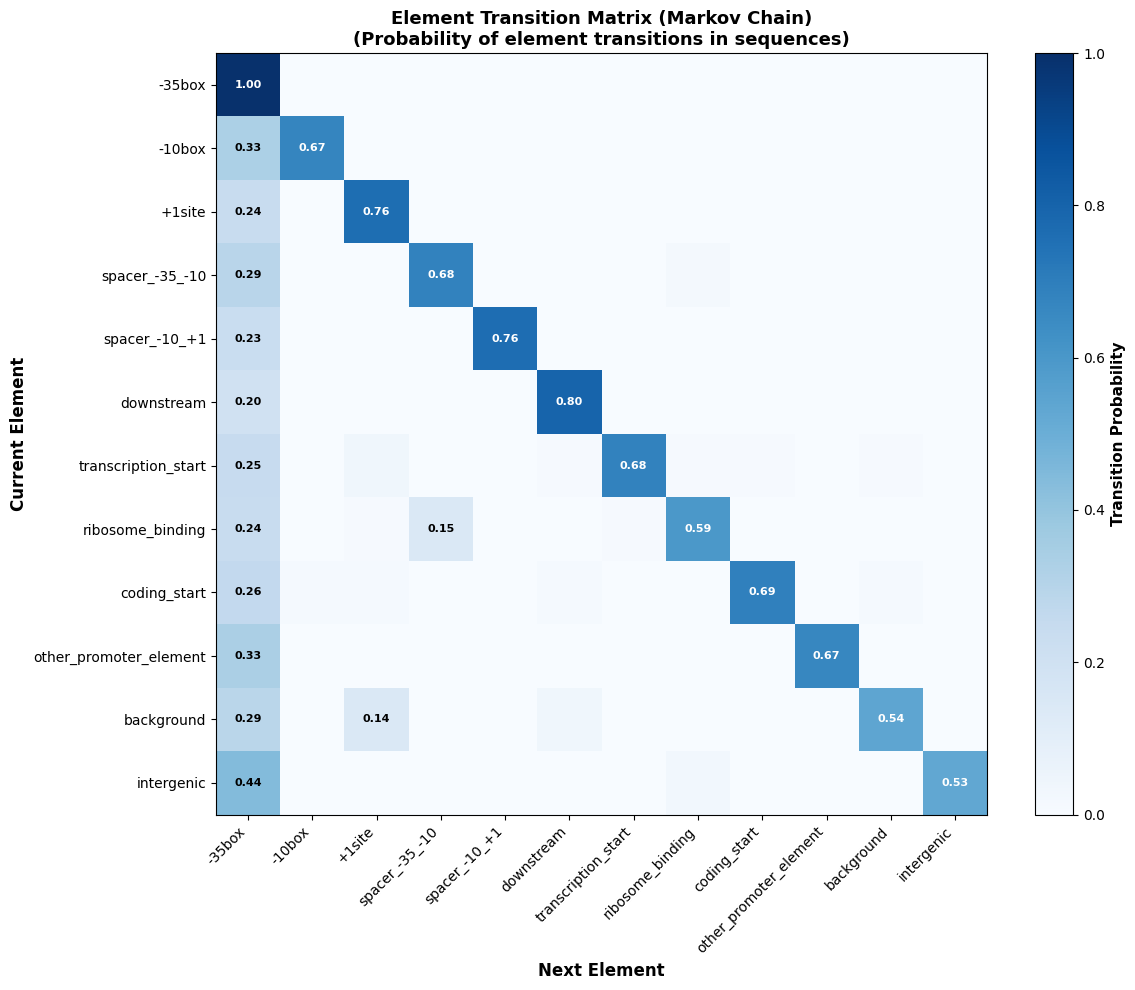 Element Transition Matrix (Markov Chain)
(Probability of element transitions in sequences)
Current Element
-35box
1.00
-10box
0.33 0.67
+1site
0.24 0.76
spacer_-35_-10
0.29 0.68
spacer_-10_+1
0.23 0.76
downstream
0.20 0.80
transcription_start
0.25 0.68
ribosome_binding
0.24 0.15 0.59
coding_start
0.26 0.69
other_promoter_element
0.33 0.67
background
0.29 0.14 0.54
intergenic
0.44 0.53
-35box
-10box
+1site
spacer_-35_-10
spacer_-10_+1
downstream
transcription_start
ribosome_binding
coding_start
other_promoter_element
background
intergenic
Next Element
1.0
0.8
0.6
0.4
0.2
0.0
Transition Probability